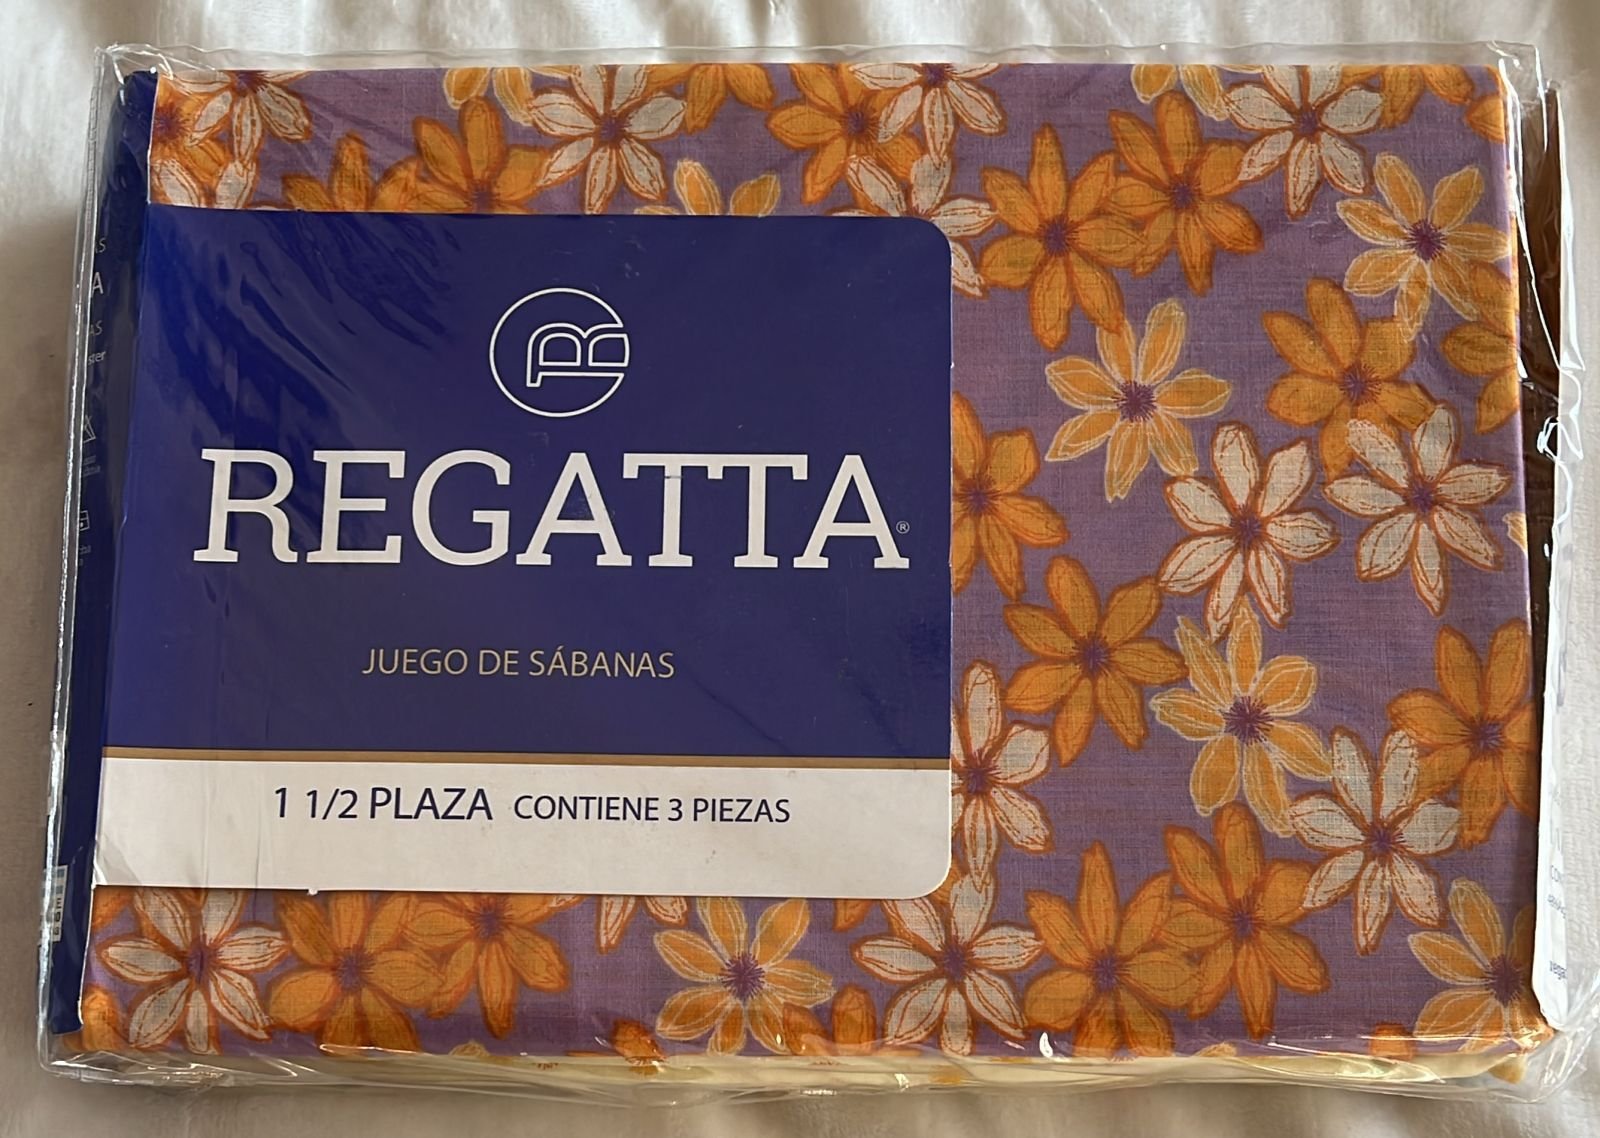 REGATTA®
JUEGO DE SÁBANAS
1 1/2 PLAZA CONTIENE 3 PIEZAS